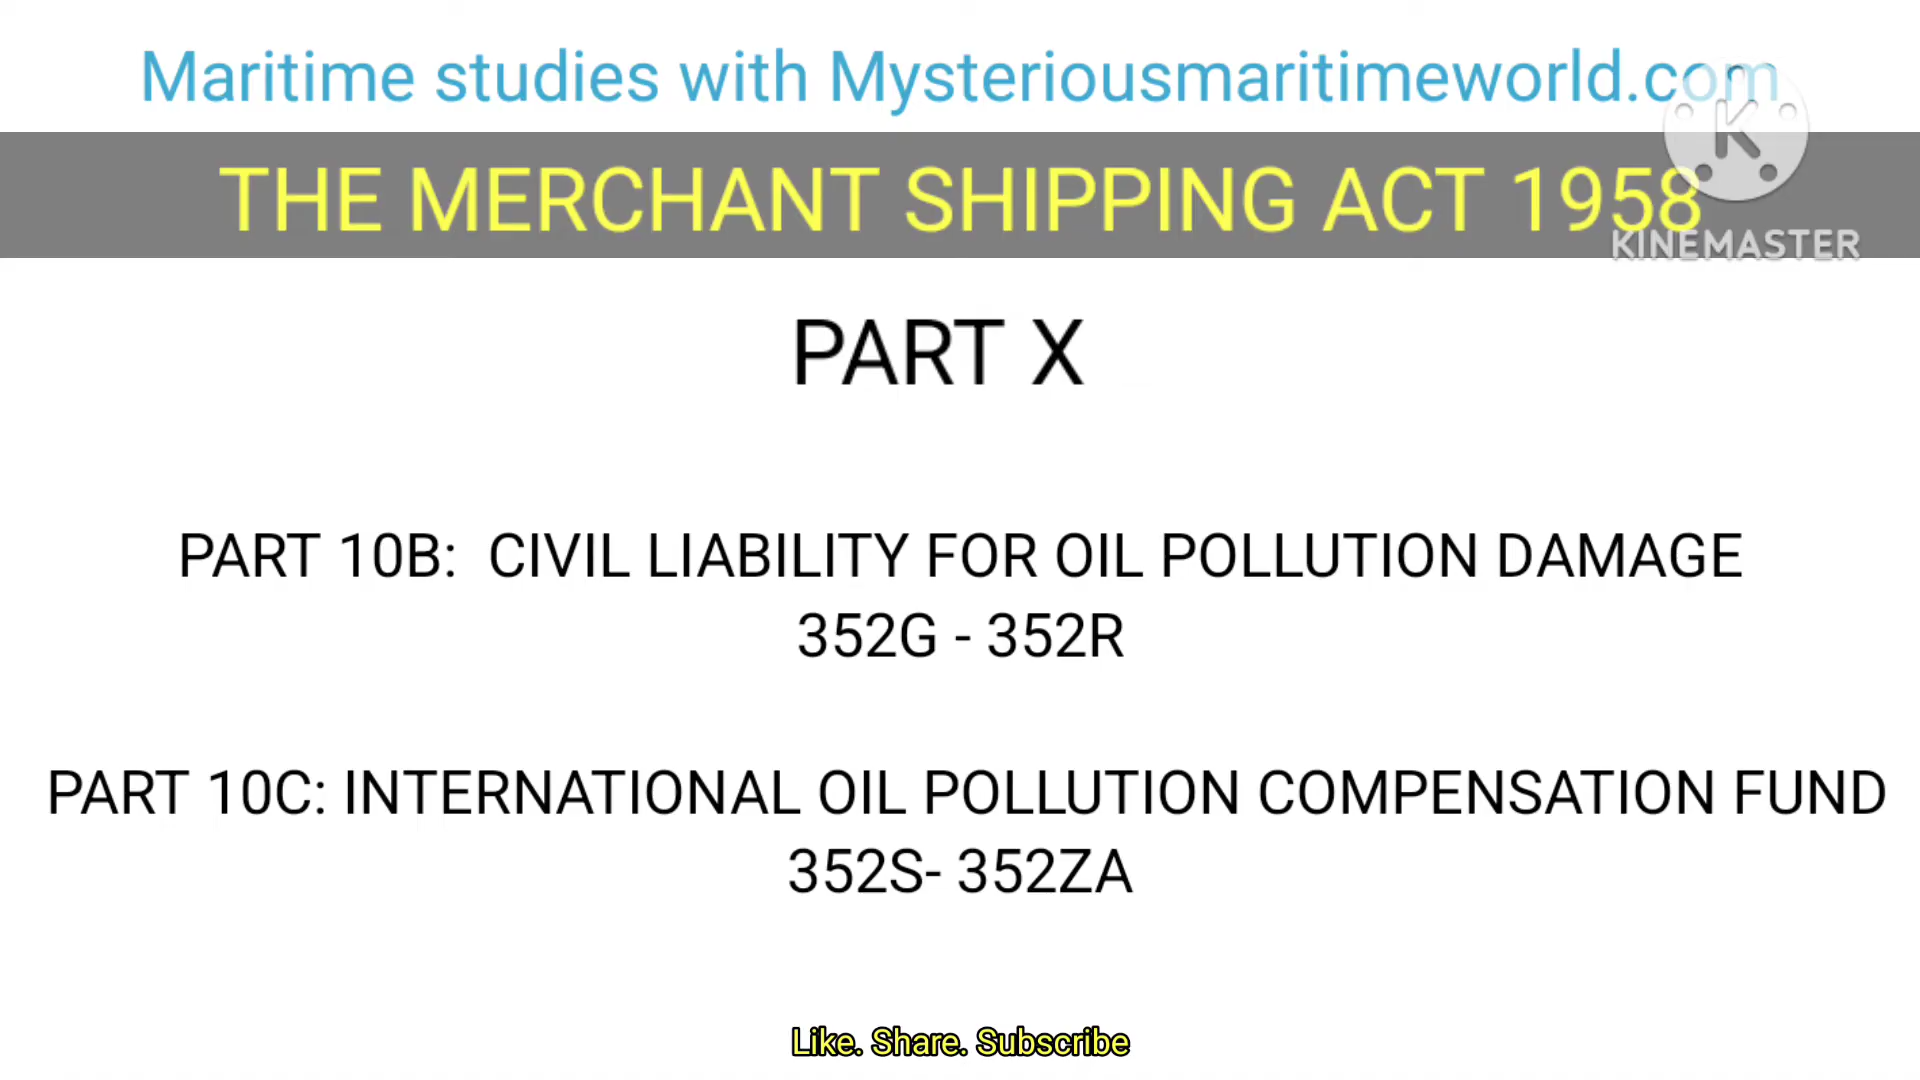 Maritime studies with Mysteriousmaritimeworld.com
K
THE MERCHANT SHIPPING ACT 1958
KINEMASTER
PART X
PART 10B: CIVIL LIABILITY FOR OIL POLLUTION DAMAGE
352G - 352R
PART 10C: INTERNATIONAL OIL POLLUTION COMPENSATION FUND
352S- 352ZA
Like. Share. Subscribe